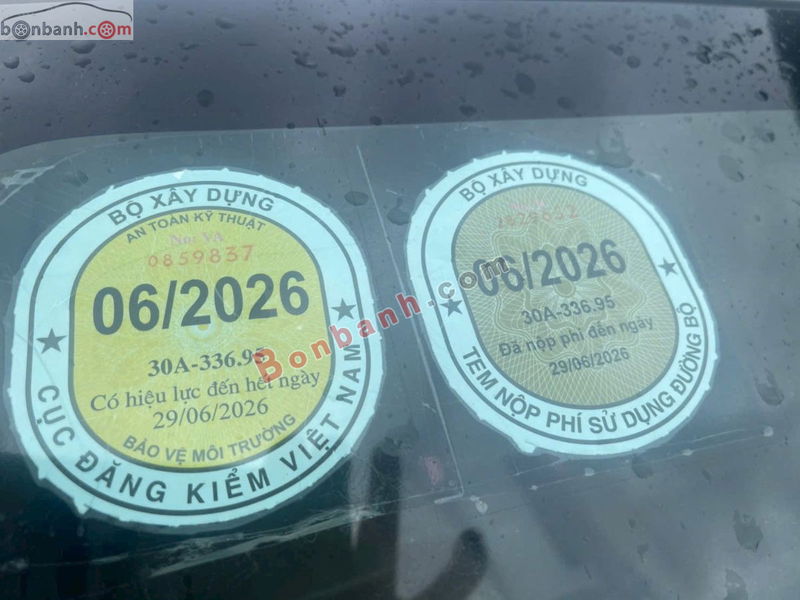 bonbanh.com
BỘ XÂY DỰNG
AN TOÀN KỸ THUẬT
0859837
06/2026
30A-336.95
Có hiệu lực đến hết ngày
29/06/2026
BẢO VỆ MÔI TRƯỜNG
CỤC ĐĂNG KIỂM VIỆT NAM
BỘ XÂY DỰNG
06/2026
30A-336.95
Đã nộp phí đến ngày
29/06/2026
TEM NỘP PHÍ SỬ DỤNG ĐƯỜNG BỘ
Bonbanh.com